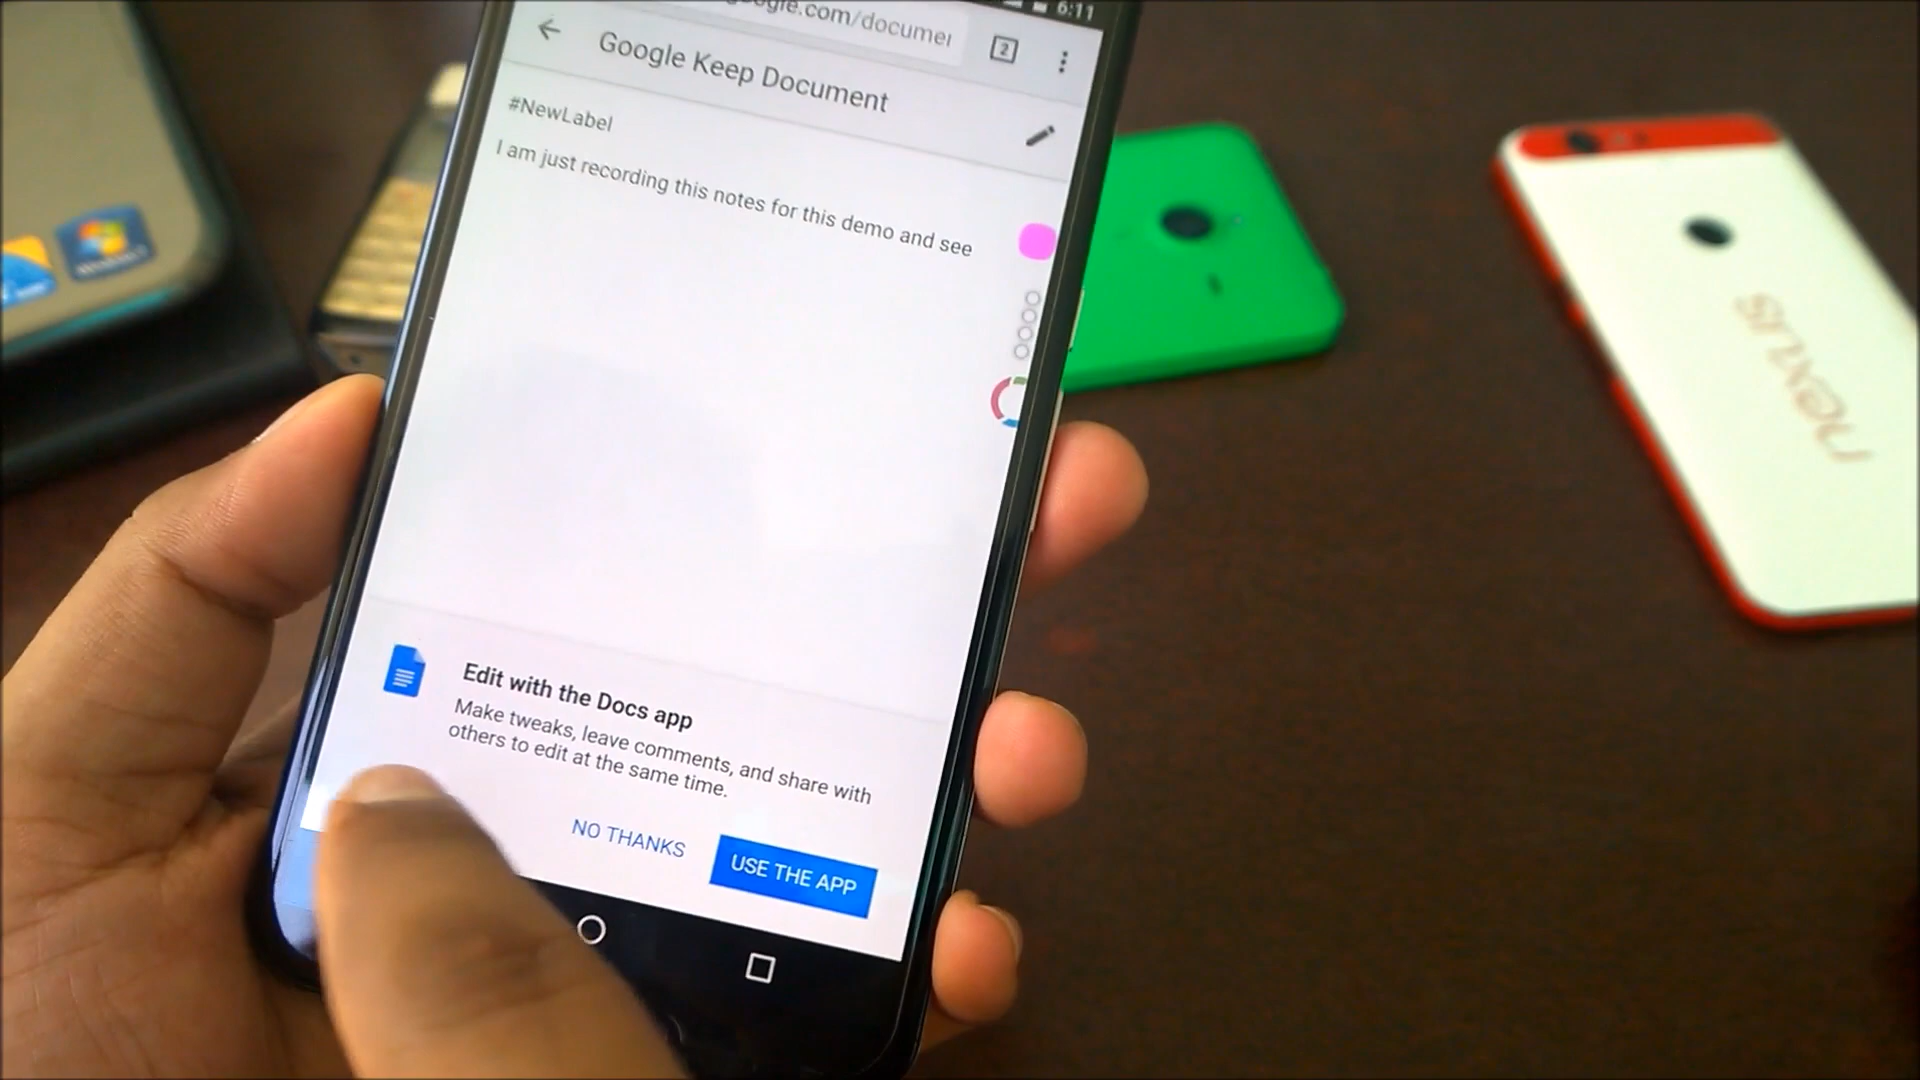 6:11
google.com/documen
2
Google Keep Document
#NewLabel
I am just recording this notes for this demo and see
Edit with the Docs app
Make tweaks, leave comments, and share with
others to edit at the same time.
NO THANKS
USE THE APP
nexus